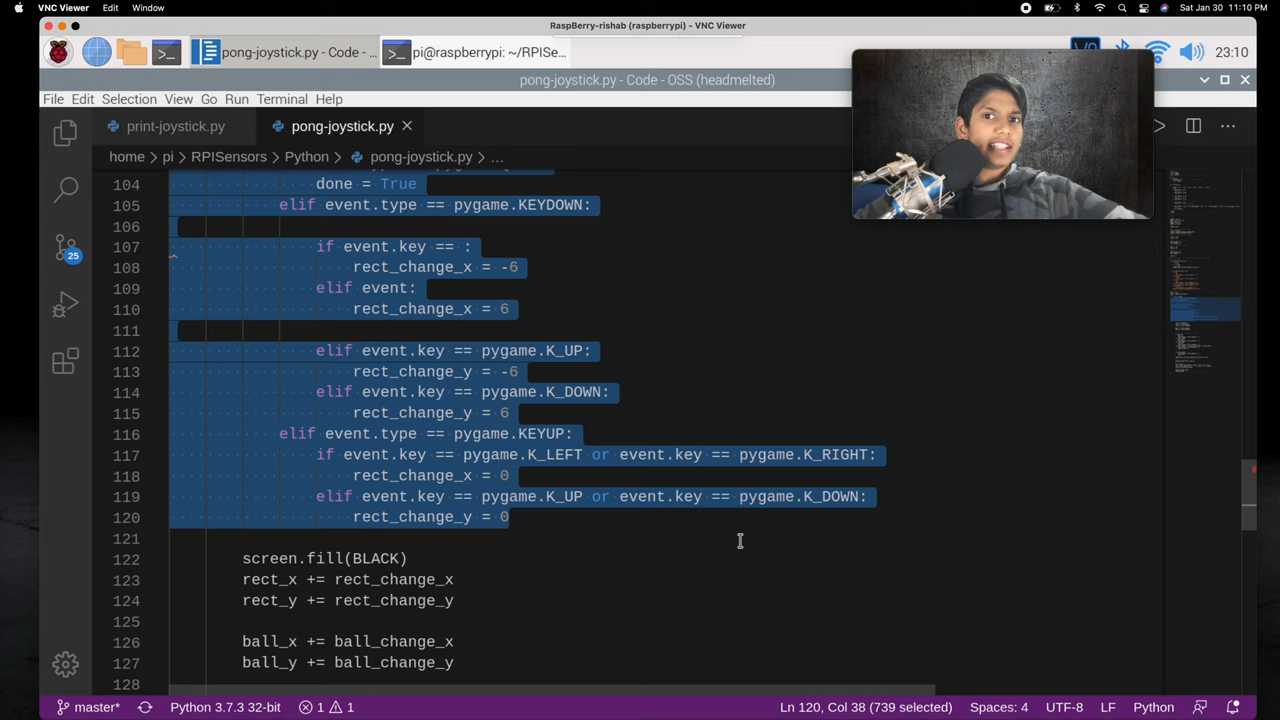 VNC Viewer Edit Window
Sat Jan 30 11:10 PM
RaspBerry-rishab (raspberrypi) - VNC Viewer
pong-joystick.py - Code - ...
pi@raspberrypi: ~/RPISe...
23:10
pong-joystick.py - Code - OSS (headmelted)
File Edit Selection View Go Run Terminal Help
print-joystick.py
pong-joystick.py
home > pi > RPISensors > Python > pong-joystick.py > ...
104 done = True
105 elif event.type == pygame.KEYDOWN:
106
107 if event.key == :
108 rect_change_x = -6
109 elif event:
110 rect_change_x = 6
111
112 elif event.key == pygame.K_UP:
113 rect_change_y = -6
114 elif event.key == pygame.K_DOWN:
115 rect_change_y = 6
116 elif event.type == pygame.KEYUP:
117 if event.key == pygame.K_LEFT or event.key == pygame.K_RIGHT:
118 rect_change_x = 0
119 elif event.key == pygame.K_UP or event.key == pygame.K_DOWN:
120 rect_change_y = 0
121
122 screen.fill(BLACK)
123 rect_x += rect_change_x
124 rect_y += rect_change_y
125
126 ball_x += ball_change_x
127 ball_y += ball_change_y
128
25
master* Python 3.7.3 32-bit 1 1 Ln 120, Col 38 (739 selected) Spaces: 4 UTF-8 LF Python